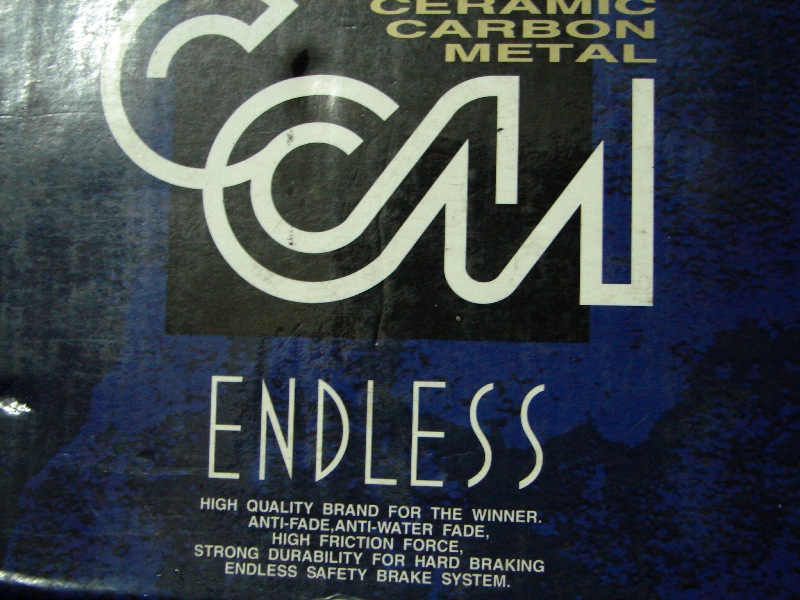 CERAMIC
CARBON
METAL
CCM
ENDLESS
HIGH QUALITY BRAND FOR THE WINNER.
ANTI-FADE,ANTI-WATER FADE,
HIGH FRICTION FORCE,
STRONG DURABILITY FOR HARD BRAKING
ENDLESS SAFETY BRAKE SYSTEM.